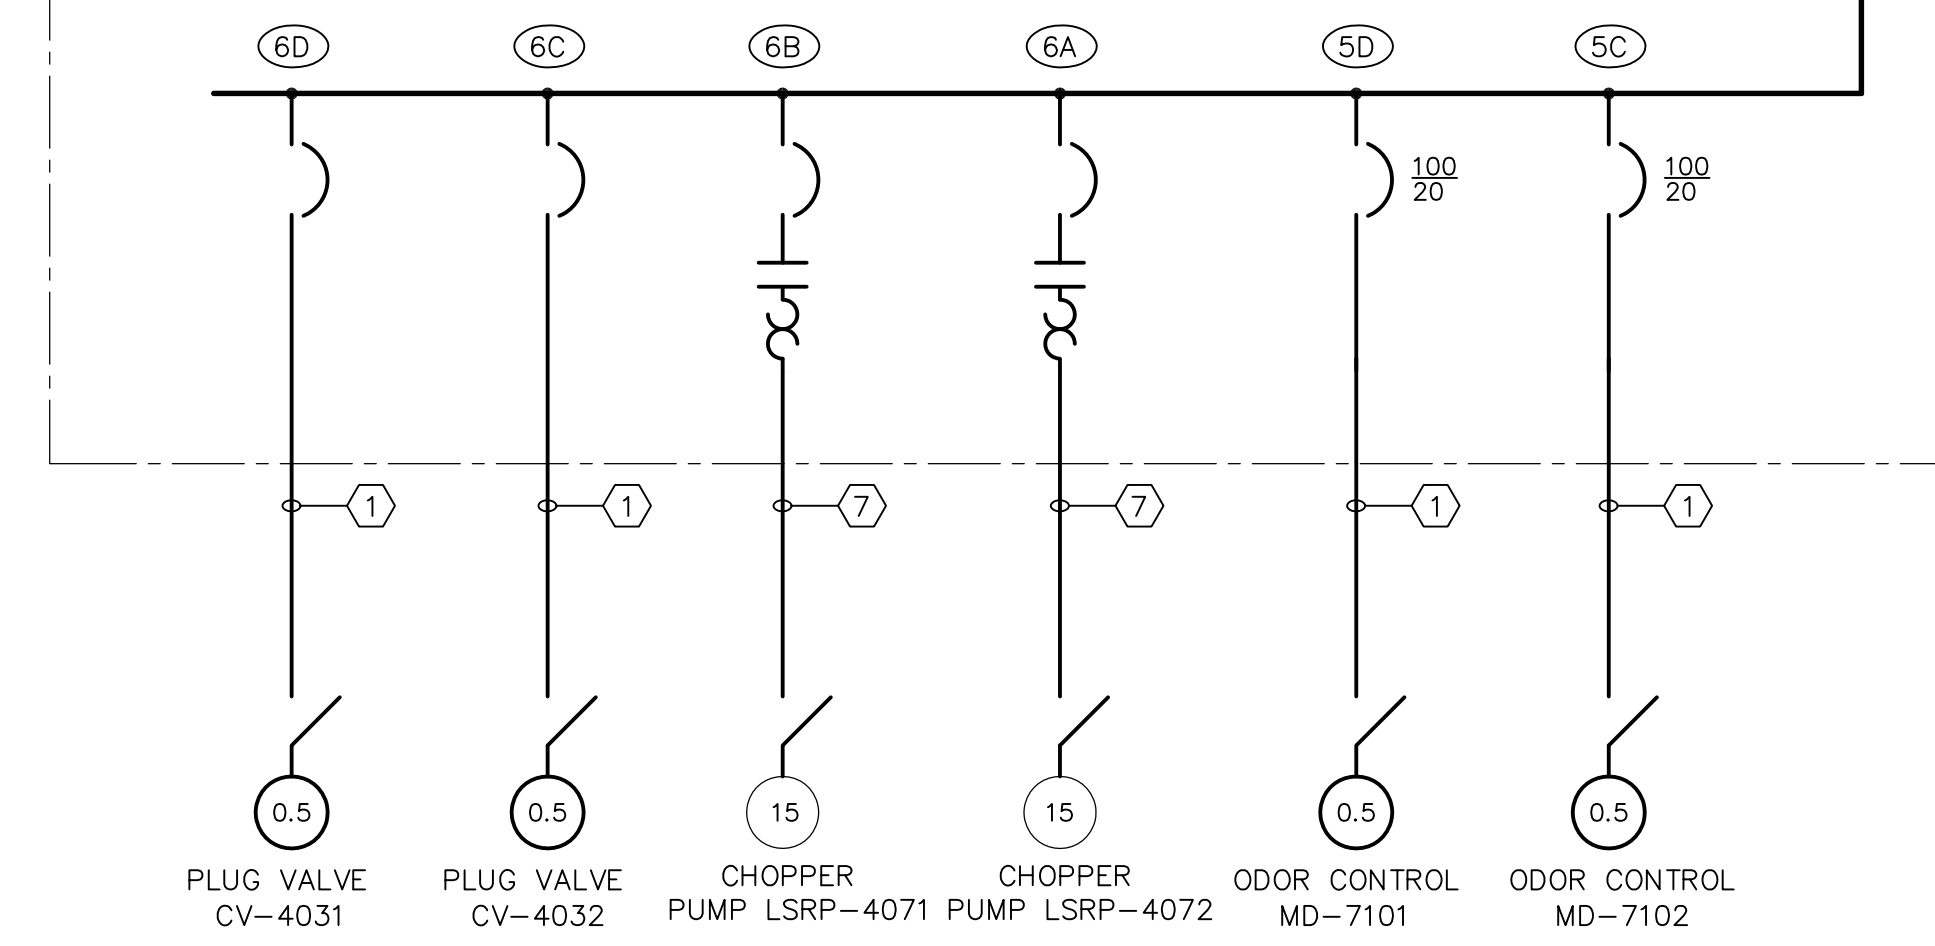 6D
6C
6B
6A
5D
5C
100
20
100
20
1
1
7
7
1
1
0.5
0.5
15
15
0.5
0.5
PLUG VALVE
CV-4031
PLUG VALVE
CV-4032
CHOPPER
PUMP LSRP-4071
CHOPPER
PUMP LSRP-4072
ODOR CONTROL
MD-7101
ODOR CONTROL
MD-7102